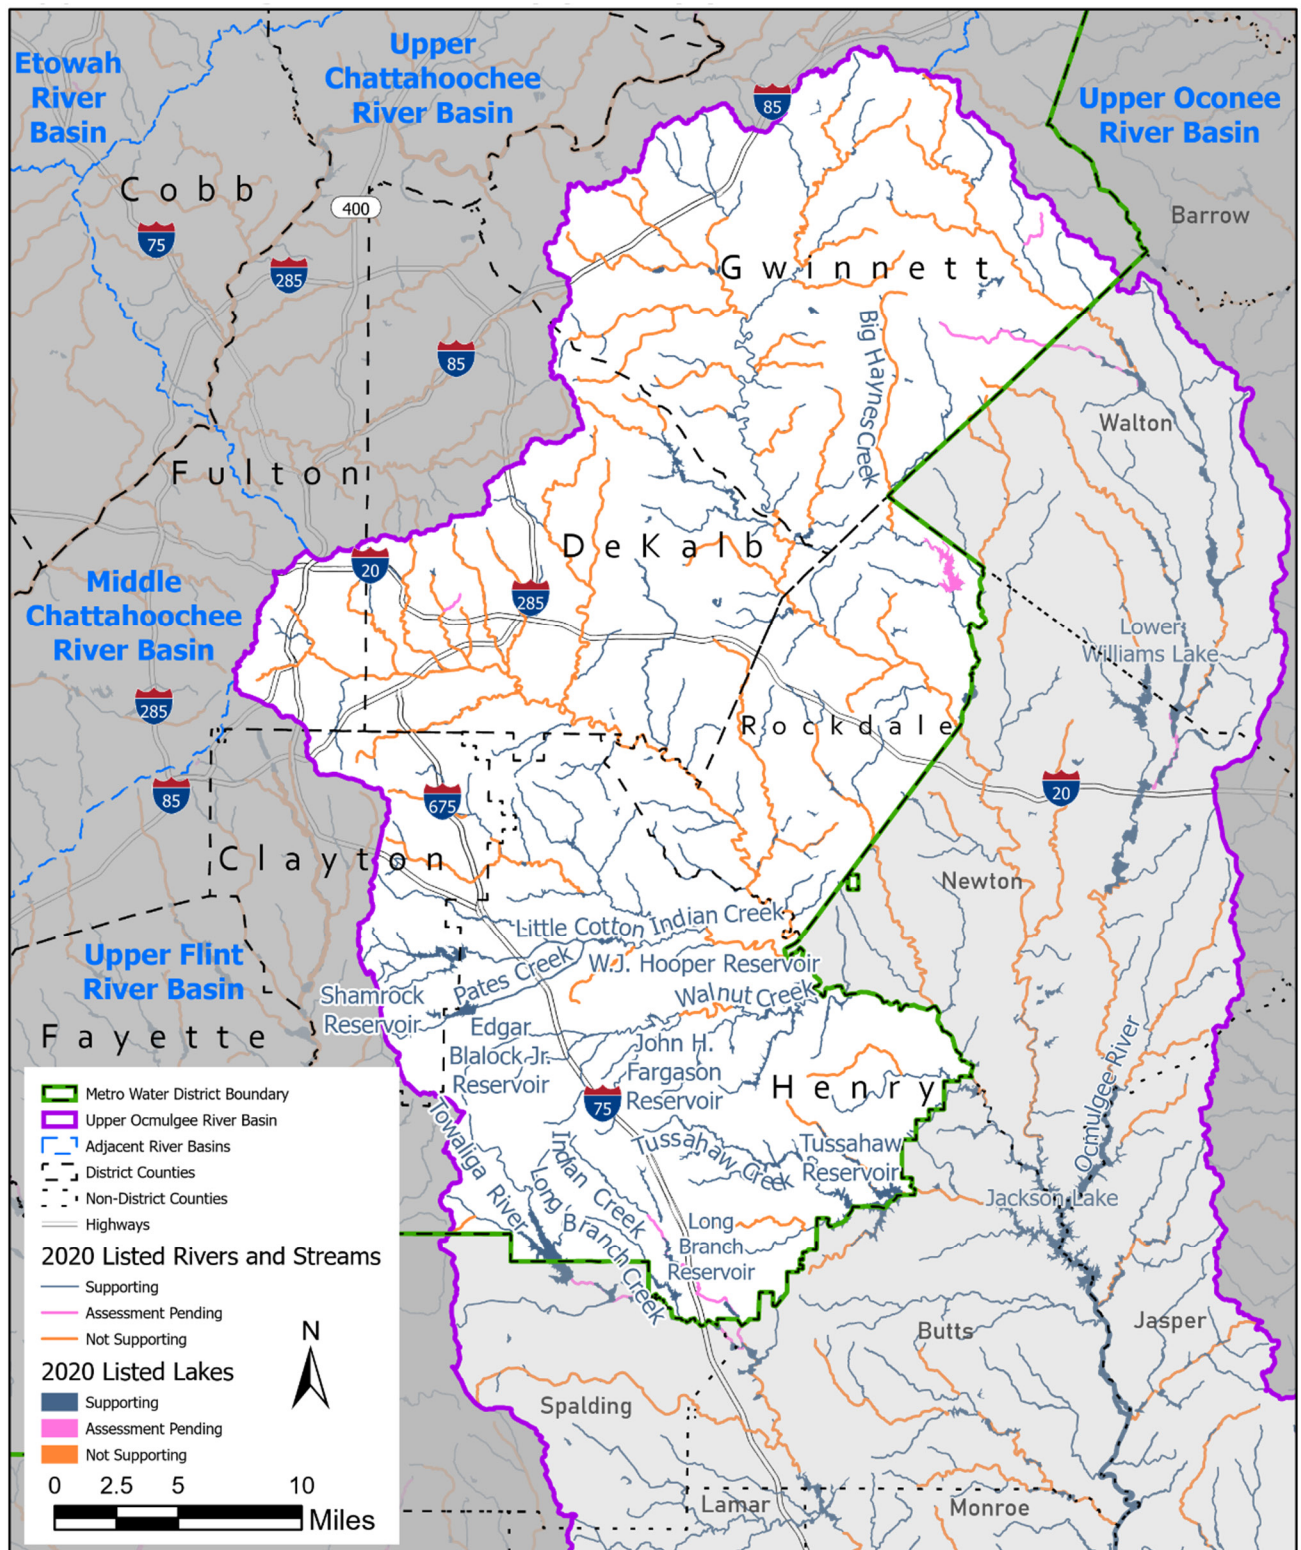 Etowah
River
Basin
Upper
Chattahoochee
River Basin
85
Upper Oconee
River Basin
Cobb
400
Barrow
75
285
Gwinnett
85
Big Haynes Creek
Walton
Fulton
DeKalb
20
285
Middle
Chattahoochee
River Basin
Lower
Williams Lake
285
Rockdale
85
675
20
Clayton
Newton
Little Cotton Indian Creek
Upper Flint
River Basin
Pates Creek
W.J. Hooper Reservoir
Shamrock
Reservoir
Walnut Creek
Fayette
Edgar
Blalock Jr.
Reservoir
John H.
Fargason
Reservoir
Ocmulgee River
Henry
75
Towaliga River
Indian Creek
Long Branch Creek
Tussahaw Creek
Tussahaw
Reservoir
Jackson Lake
Long
Branch
Reservoir
Butts
Jasper
Spalding
Lamar
Monroe
Metro Water District Boundary
Upper Ocmulgee River Basin
Adjacent River Basins
District Counties
Non-District Counties
Highways
2020 Listed Rivers and Streams
Supporting
Assessment Pending
Not Supporting
N
2020 Listed Lakes
Supporting
Assessment Pending
Not Supporting
0 2.5 5 10
Miles